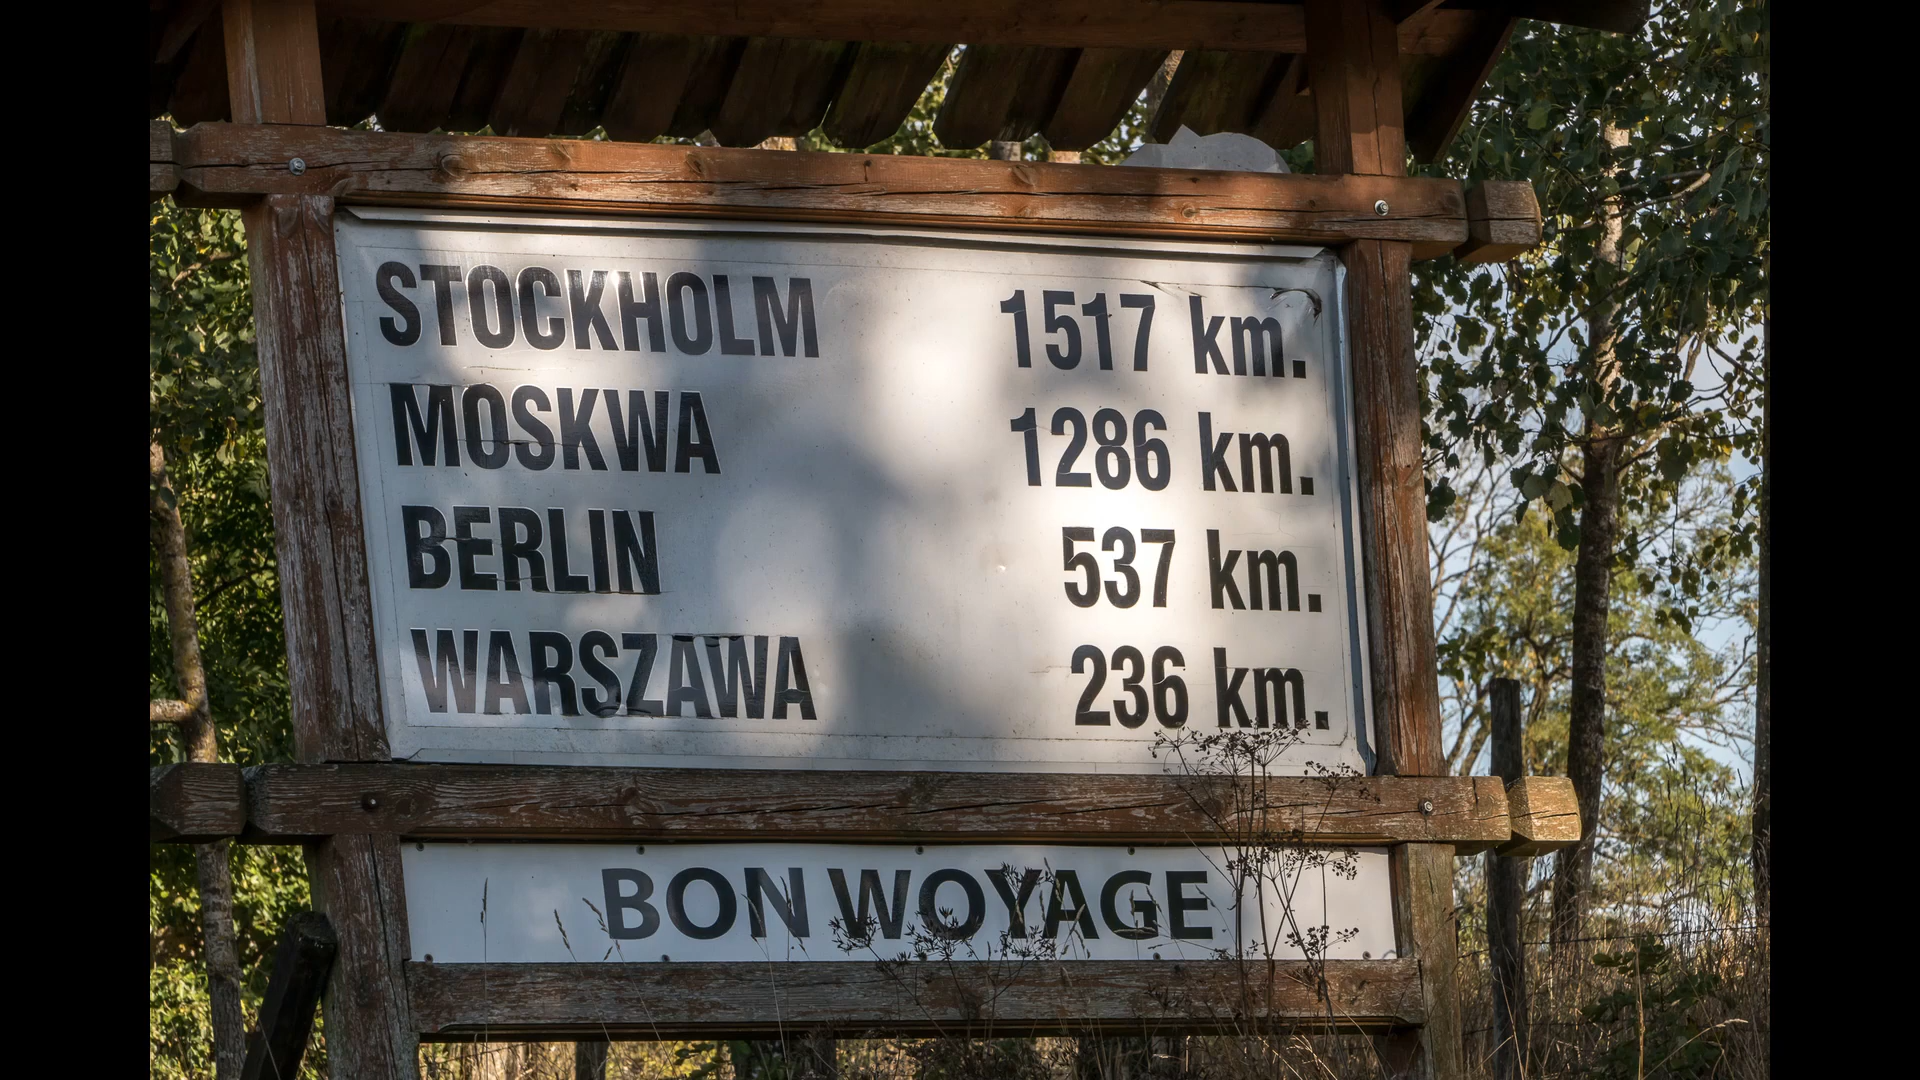 STOCKHOLM 1517 km.
MOSKWA 1286 km.
BERLIN 537 km.
WARSZAWA 236 km.
BON WOYAGE